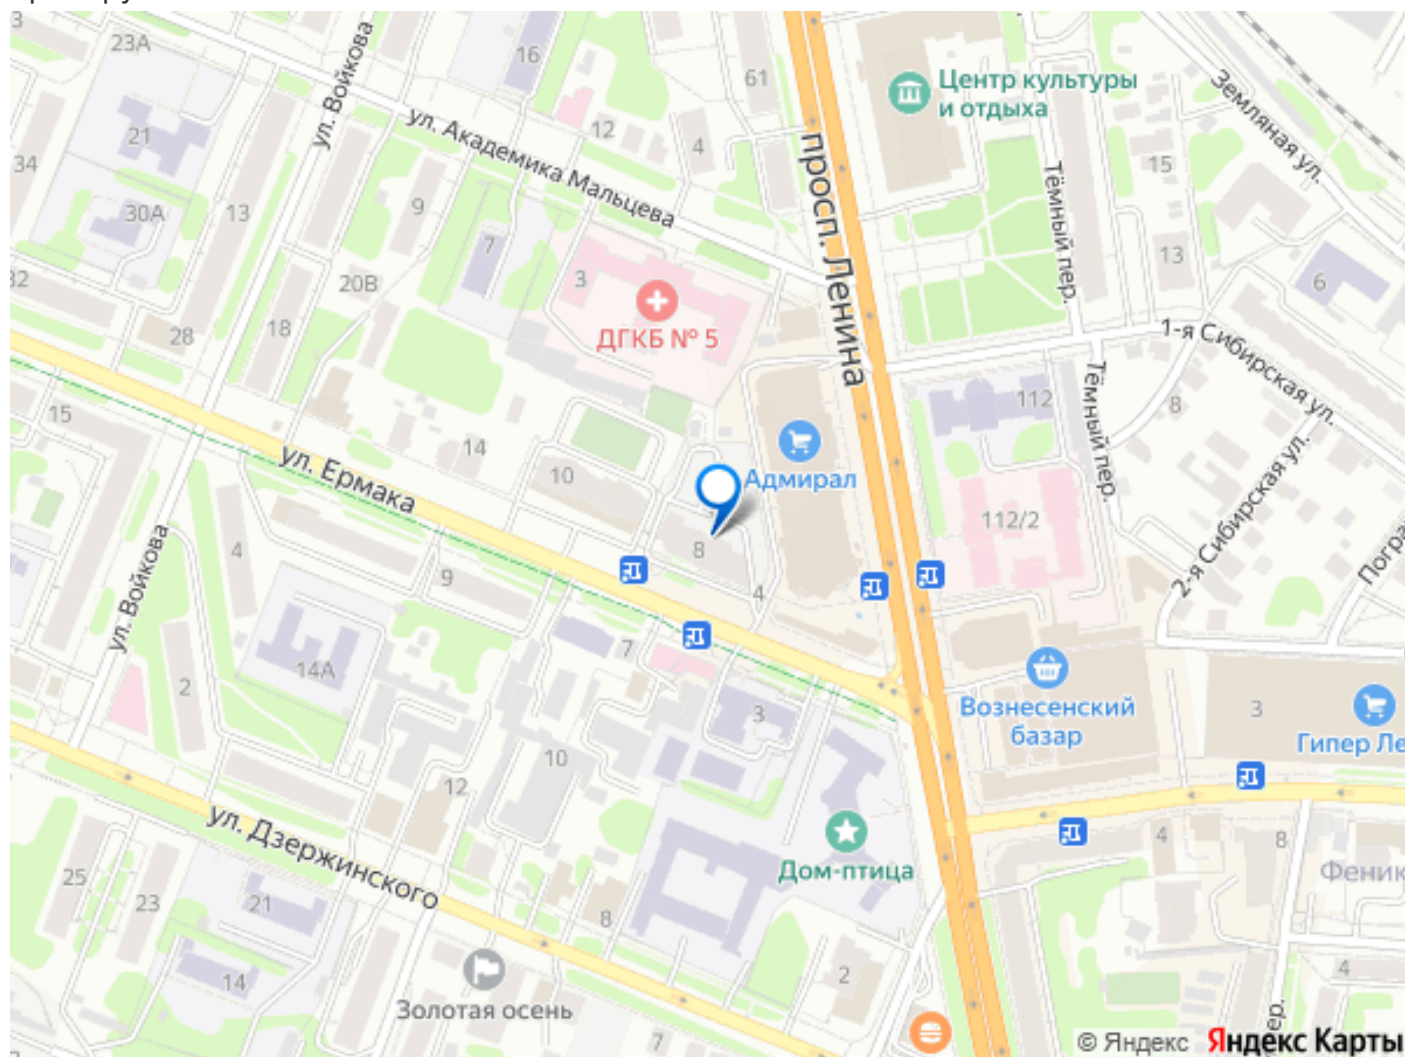 23А
ул. Войкова
16
61
Центр культуры
и отдыха
Земляная ул.
21
ул. Академика Мальцева
12
4
просп. Ленина
Тёмный пер.
15
34
30А
13
9
7
3
13
6
32
20В
28
18
ДГКБ № 5
1-я Сибирская ул.
15
112
Тёмный пер.
8
14
10
Адмирал
ул. Ермака
112/2
2-я Сибирская ул.
Погра
4
8
9
4
ул. Войкова
7
14А
2
3
Вознесенский
базар
3
Гипер Ле
10
12
ул. Дзержинского
Дом-птица
4
8
Феник
25
23
21
8
14
2
4
Золотая осень
7
ер.
© Яндекс Яндекс Карты